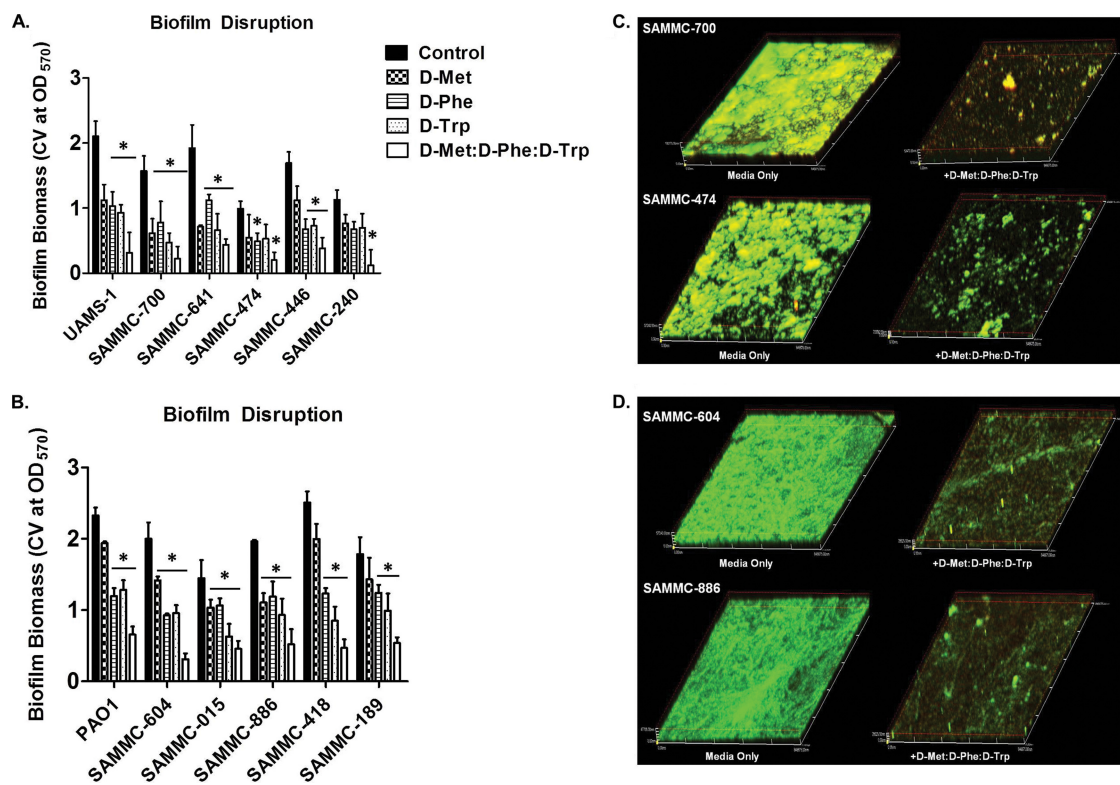 A.
Biofilm Disruption
Control
D-Met
D-Phe
D-Trp
D-Met:D-Phe:D-Trp
Biofilm Biomass (CV at OD570)
3
2
1
0
*
*
*
*
*
*
*
UAMS-1
SAMMC-700
SAMMC-641
SAMMC-474
SAMMC-446
SAMMC-240
B.
Biofilm Disruption
Biofilm Biomass (CV at OD570)
3
2
1
0
*
*
*
*
*
*
PAO1
SAMMC-604
SAMMC-015
SAMMC-886
SAMMC-418
SAMMC-189
C.
SAMMC-700
Media Only
+D-Met:D-Phe:D-Trp
SAMMC-474
Media Only
+D-Met:D-Phe:D-Trp
D.
SAMMC-604
Media Only
+D-Met:D-Phe:D-Trp
SAMMC-886
Media Only
+D-Met:D-Phe:D-Trp